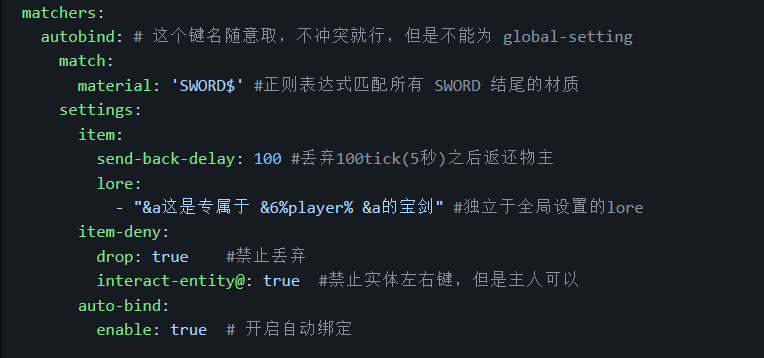 matchers:
  autobind: # 这个键名随意取，不冲突就行，但是不能为 global-setting
    match:
      material: 'SWORD$' #正则表达式匹配所有 SWORD 结尾的材质
    settings:
      item:
        send-back-delay: 100 #丢弃100tick(5秒)之后返还物主
        lore:
          - "&a这是专属于 &6%player% &a的宝剑" #独立于全局设置的lore
      item-deny:
        drop: true    #禁止丢弃
        interact-entity@: true  #禁止实体左右键，但是主人可以
      auto-bind:
        enable: true  # 开启自动绑定